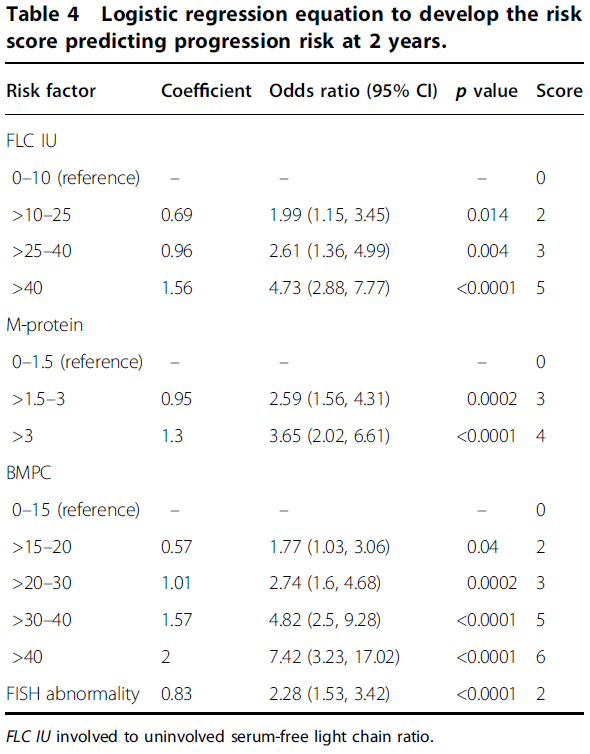 Table 4 Logistic regression equation to develop the risk
score predicting progression risk at 2 years.
Risk factor Coefficient Odds ratio (95% CI) p value Score
FLC IU
0–10 (reference) – – – 0
>10–25 0.69 1.99 (1.15, 3.45) 0.014 2
>25–40 0.96 2.61 (1.36, 4.99) 0.004 3
>40 1.56 4.73 (2.88, 7.77) <0.0001 5
M-protein
0–1.5 (reference) – – – 0
>1.5–3 0.95 2.59 (1.56, 4.31) 0.0002 3
>3 1.3 3.65 (2.02, 6.61) <0.0001 4
BMPC
0–15 (reference) – – – 0
>15–20 0.57 1.77 (1.03, 3.06) 0.04 2
>20–30 1.01 2.74 (1.6, 4.68) 0.0002 3
>30–40 1.57 4.82 (2.5, 9.28) <0.0001 5
>40 2 7.42 (3.23, 17.02) <0.0001 6
FISH abnormality 0.83 2.28 (1.53, 3.42) <0.0001 2
FLC IU involved to uninvolved serum-free light chain ratio.